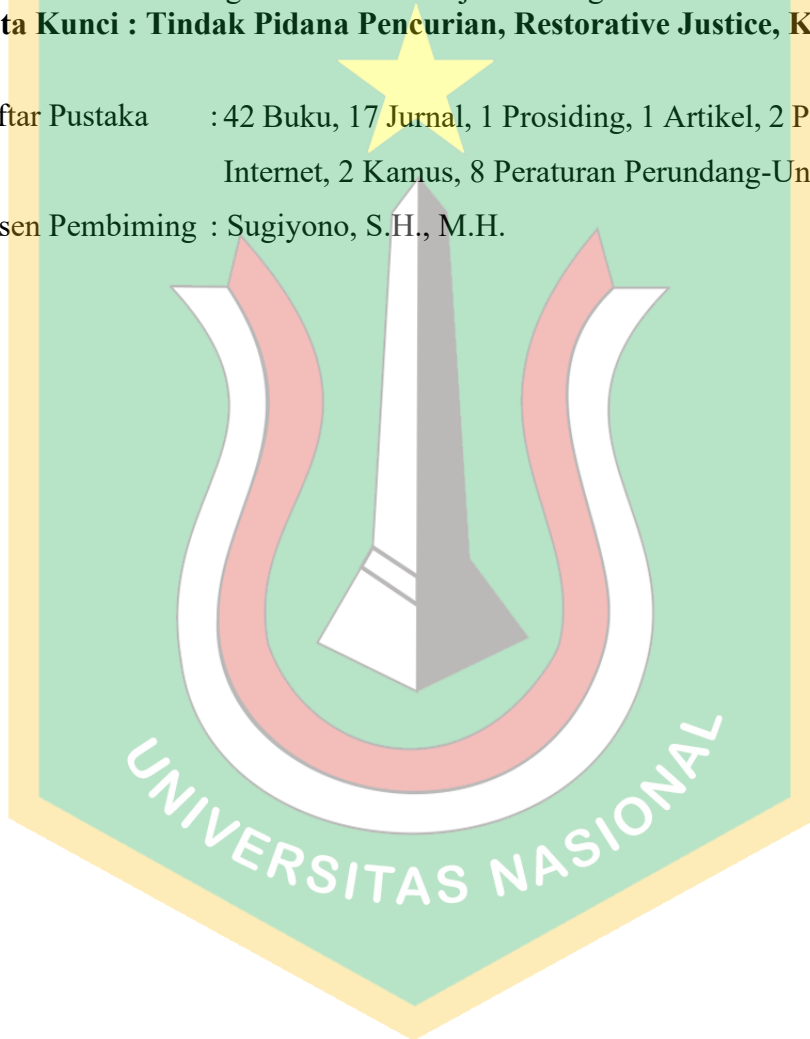 ta Kunci : Tindak Pidana Pencurian, Restorative Justice, K
ftar Pustaka : 42 Buku, 17 Jurnal, 1 Prosiding, 1 Artikel, 2 P
Internet, 2 Kamus, 8 Peraturan Perundang-Un
sen Pembiming : Sugiyono, S.H., M.H.
UNIVERSITAS NASIONAL